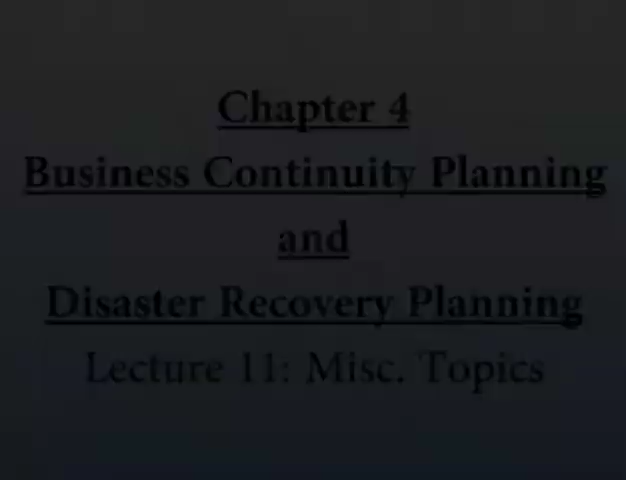 Chapter 4
Business Continuity Planning
and
Disaster Recovery Planning
Lecture 11: Misc. Topics